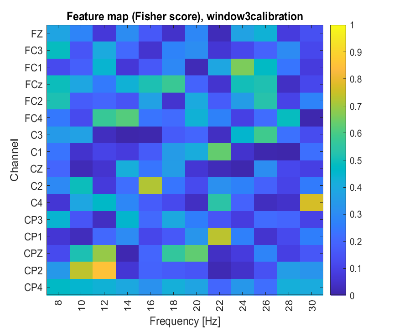 Feature map (Fisher score), window3calibration
Channel
FZ
FC3
FC1
FCz
FC2
FC4
C3
C1
CZ
C2
C4
CP3
CP1
CPZ
CP2
CP4
8 10 12 14 16 18 20 22 24 26 28 30
Frequency [Hz]
1
0.9
0.8
0.7
0.6
0.5
0.4
0.3
0.2
0.1
0